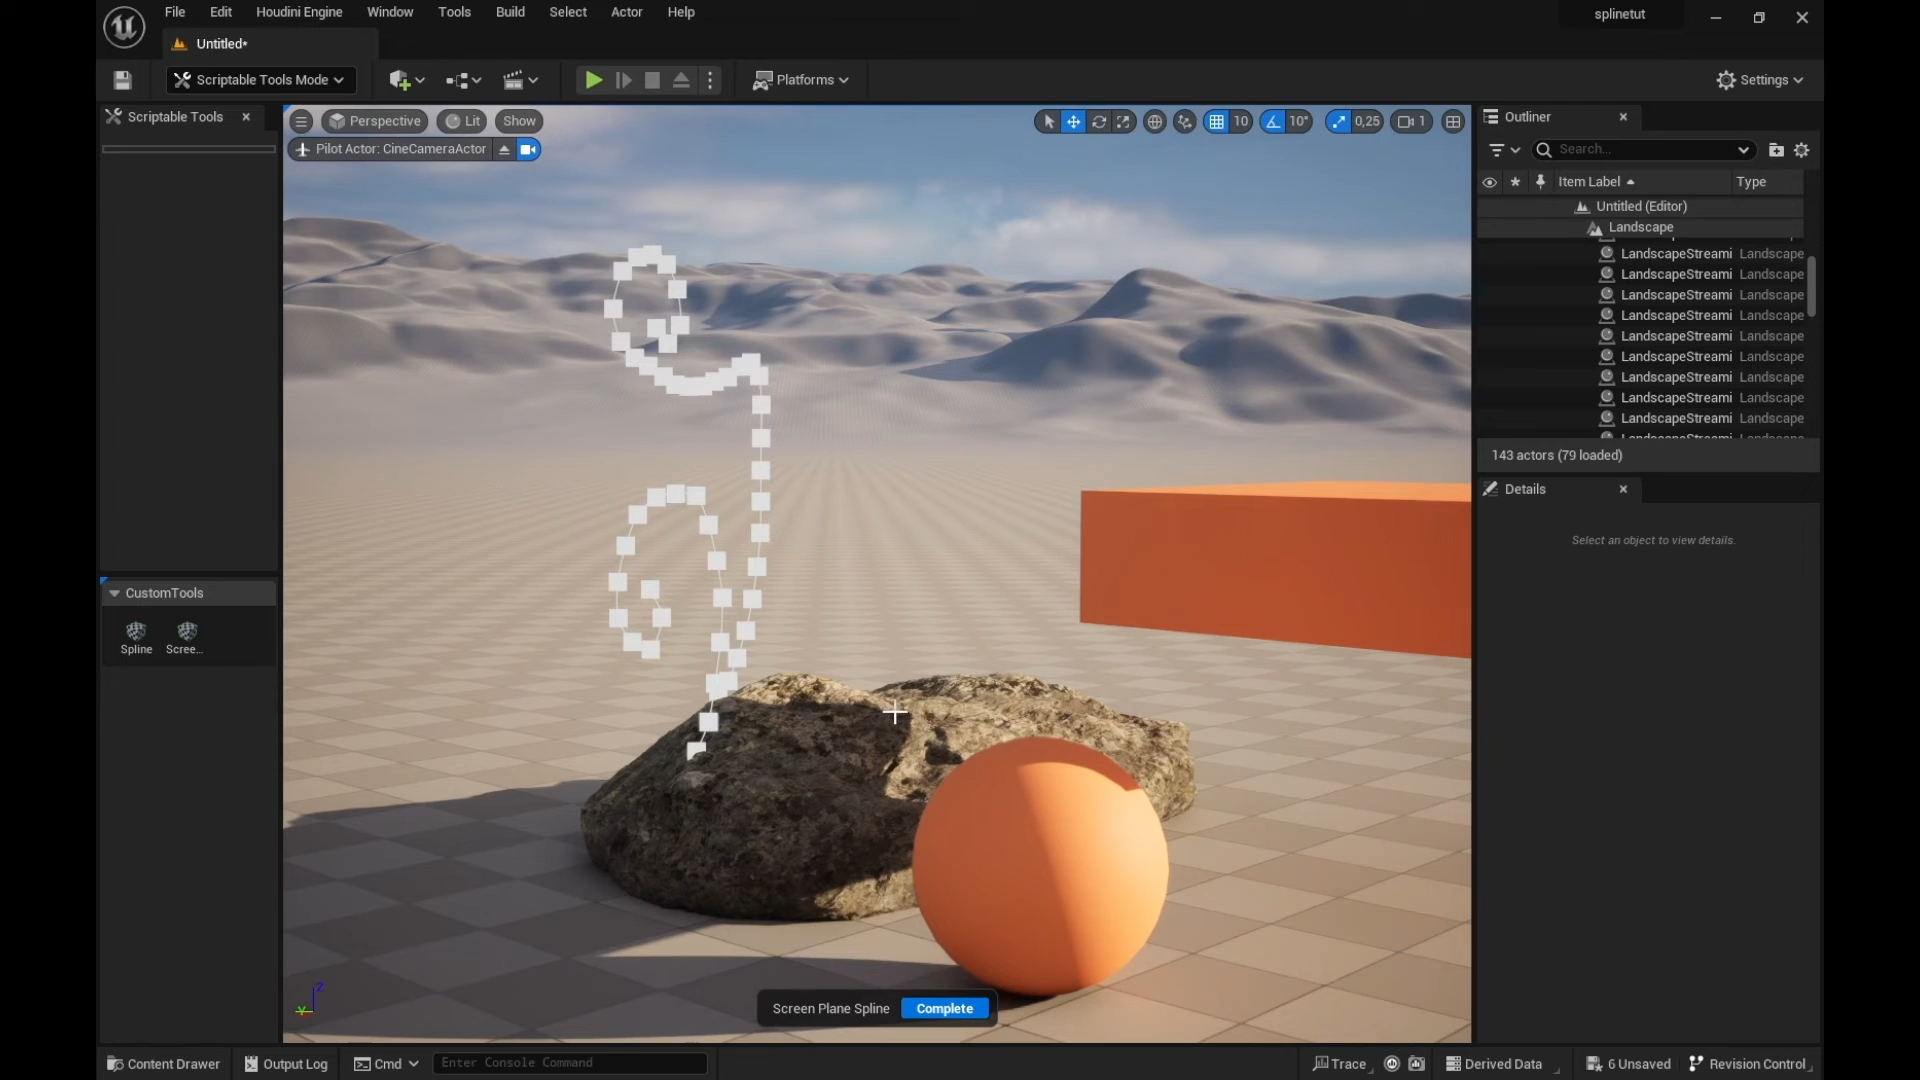 File Edit Houdini Engine Window Tools Build Select Actor Help
splinetut
Untitled*
Scriptable Tools Mode
Platforms
Settings
Scriptable Tools
Perspective Lit Show
10 10° 0,25 1
Pilot Actor: CineCameraActor
Outliner
Search...
Item Label Type
Untitled (Editor)
Landscape
LandscapeStreami Landscape
LandscapeStreami Landscape
LandscapeStreami Landscape
LandscapeStreami Landscape
LandscapeStreami Landscape
LandscapeStreami Landscape
LandscapeStreami Landscape
LandscapeStreami Landscape
LandscapeStreami Landscape
143 actors (79 loaded)
Details
Select an object to view details.
CustomTools
Spline Scree...
Z
Y
Screen Plane Spline Complete
Content Drawer Output Log Cmd Enter Console Command Trace Derived Data 6 Unsaved Revision Control